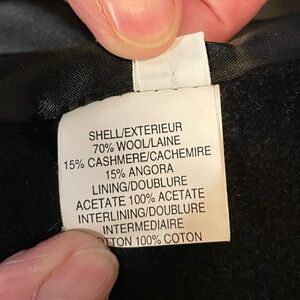 SHELL/EXTERIEUR
70% WOOL/LAINE
15% CASHMERE/CACHEMIRE
15% ANGORA
LINING/DOUBLURE
ACETATE 100% ACETATE
INTERLINING/DOUBLURE
INTERMEDIAIRE
100% COTON